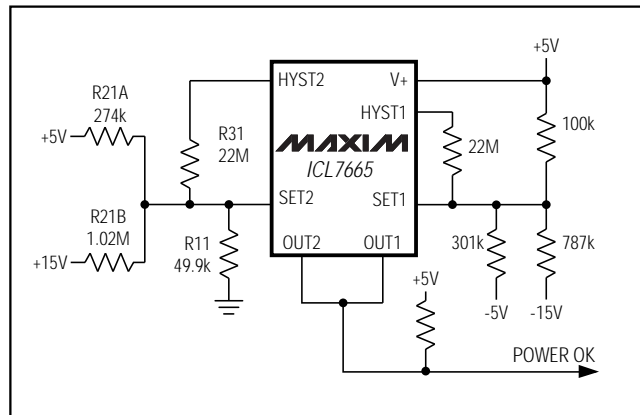 +5V
HYST2
V+
R21A
274k
HYST1
100k
+5V
R31
22M
MAXIM
ICL7665
22M
SET2
SET1
R21B
1.02M
R11
49.9k
OUT2
OUT1
301k
787k
+15V
+5V
-5V
-15V
POWER OK